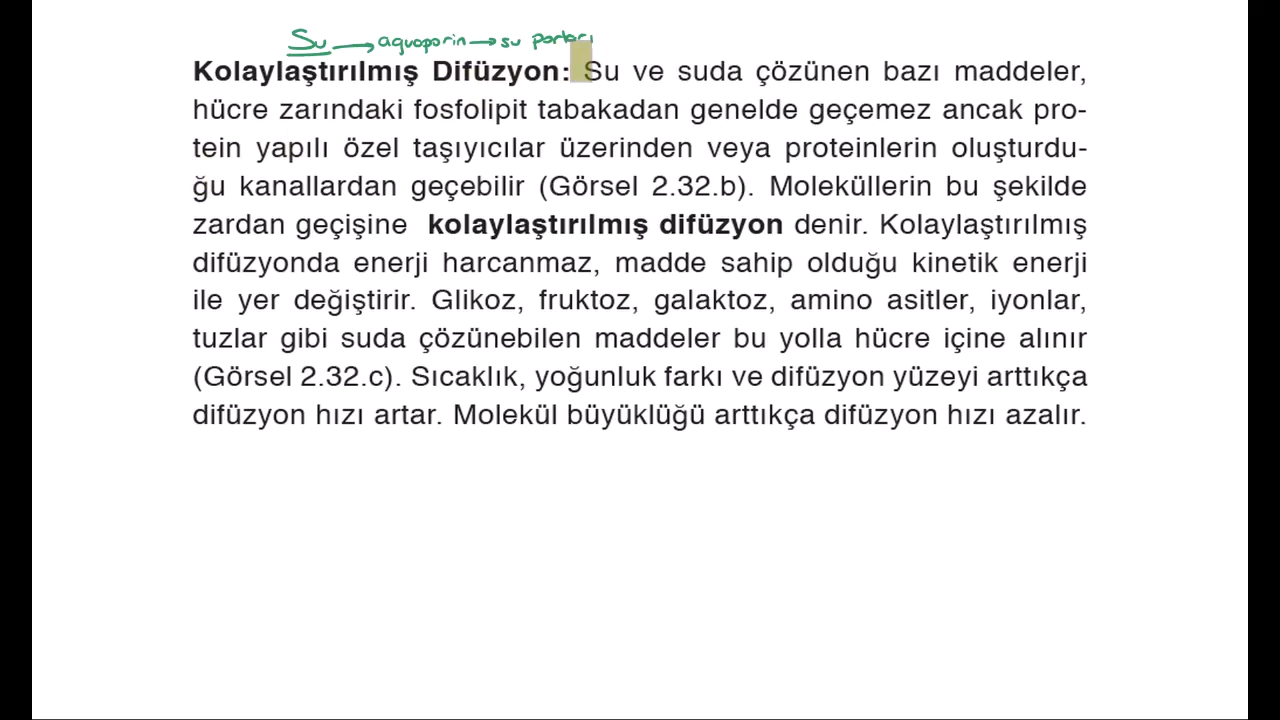 Su → aquaporin → su porları
Kolaylaştırılmış Difüzyon: Su ve suda çözünen bazı maddeler,
hücre zarındaki fosfolipit tabakadan genelde geçemez ancak pro-
tein yapılı özel taşıyıcılar üzerinden veya proteinlerin oluşturdu-
ğu kanallardan geçebilir (Görsel 2.32.b). Moleküllerin bu şekilde
zardan geçişine kolaylaştırılmış difüzyon denir. Kolaylaştırılmış
difüzyonda enerji harcanmaz, madde sahip olduğu kinetik enerji
ile yer değiştirir. Glikoz, fruktoz, galaktoz, amino asitler, iyonlar,
tuzlar gibi suda çözünebilen maddeler bu yolla hücre içine alınır
(Görsel 2.32.c). Sıcaklık, yoğunluk farkı ve difüzyon yüzeyi arttıkça
difüzyon hızı artar. Molekül büyüklüğü arttıkça difüzyon hızı azalır.